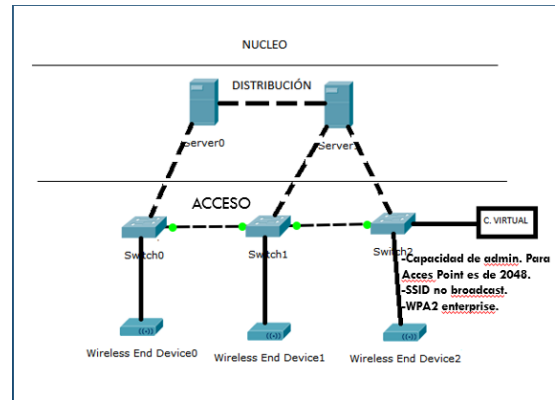 NUCLEO
DISTRIBUCIÓN
Server0
Server
ACCESO
C. VIRTUAL
Switch0
Switch1
Switch2
-Capacidad de admin. Para
Acces Point es de 2048.
-SSID no broadcast.
-WPA2 enterprise.
Wireless End Device0
Wireless End Device1
Wireless End Device2